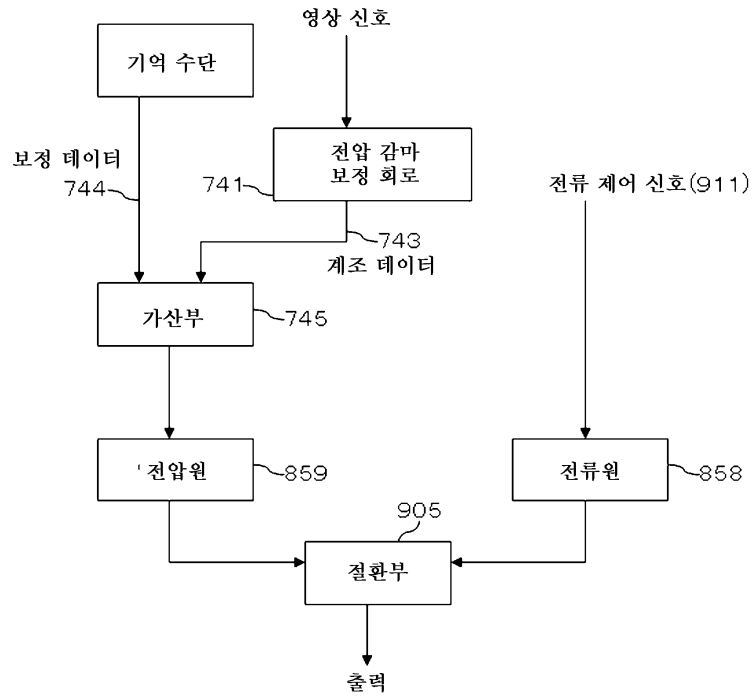 영상 신호
기억 수단
전압 감마
보정 회로
보정 데이터
744
741
전류 제어 신호(911)
743
계조 데이터
가산부
745
전압원
859
전류원
858
905
절환부
출력